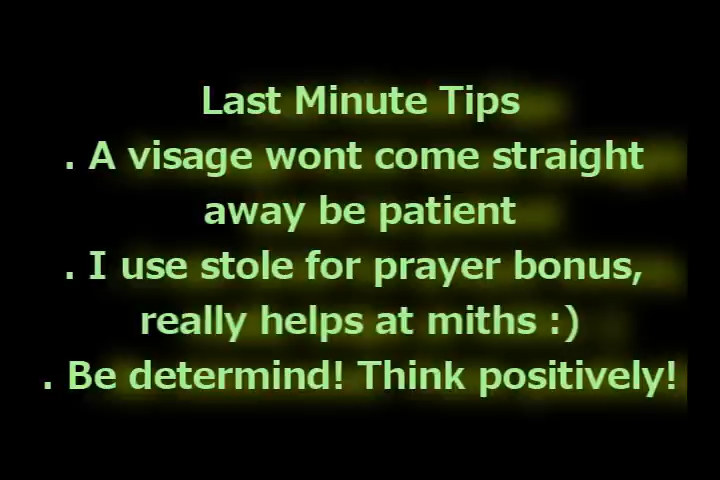 Last Minute Tips
. A visage wont come straight
away be patient
. I use stole for prayer bonus,
really helps at miths :)
. Be determind! Think positively!